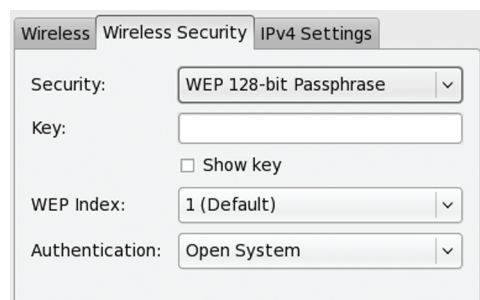 Wireless Wireless Security IPv4 Settings
Security: WEP 128-bit Passphrase
Key:
Show key
WEP Index: 1 (Default)
Authentication: Open System